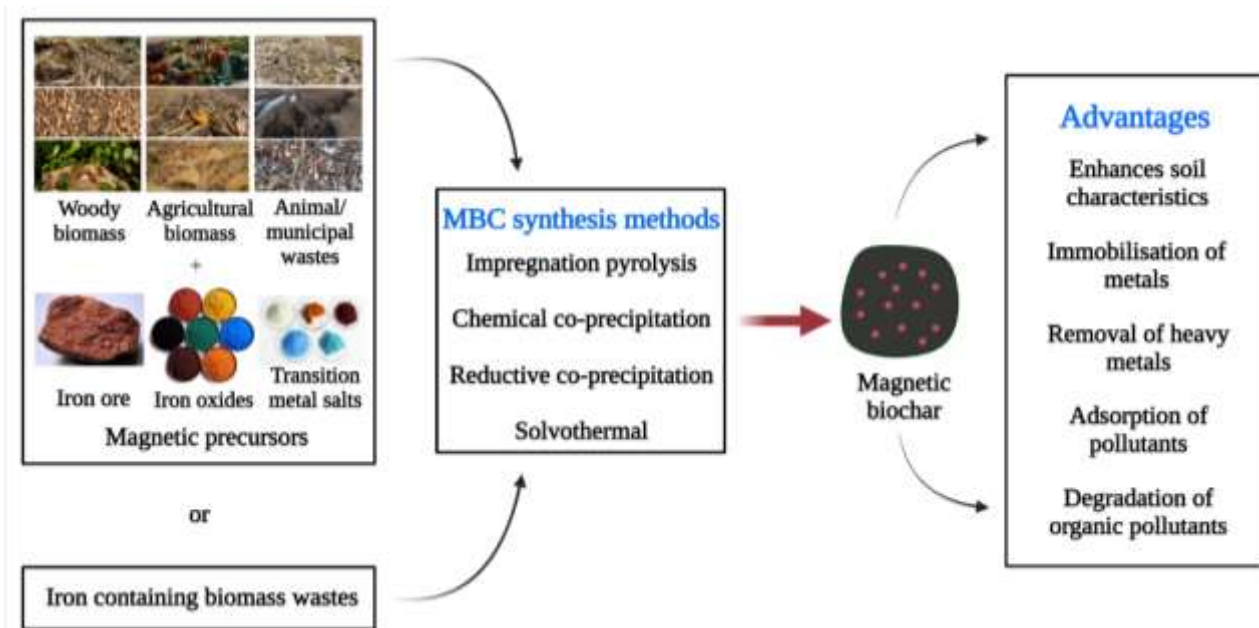 Woody
biomass
Agricultural
biomass
Animal/
municipal
wastes
+
Iron ore
Iron oxides
Transition
metal salts
Magnetic precursors
or
Iron containing biomass wastes
MBC synthesis methods
Impregnation pyrolysis
Chemical co-precipitation
Reductive co-precipitation
Solvothermal
Magnetic
biochar
Advantages
Enhances soil
characteristics
Immobilisation of
metals
Removal of heavy
metals
Adsorption of
pollutants
Degradation of
organic pollutants